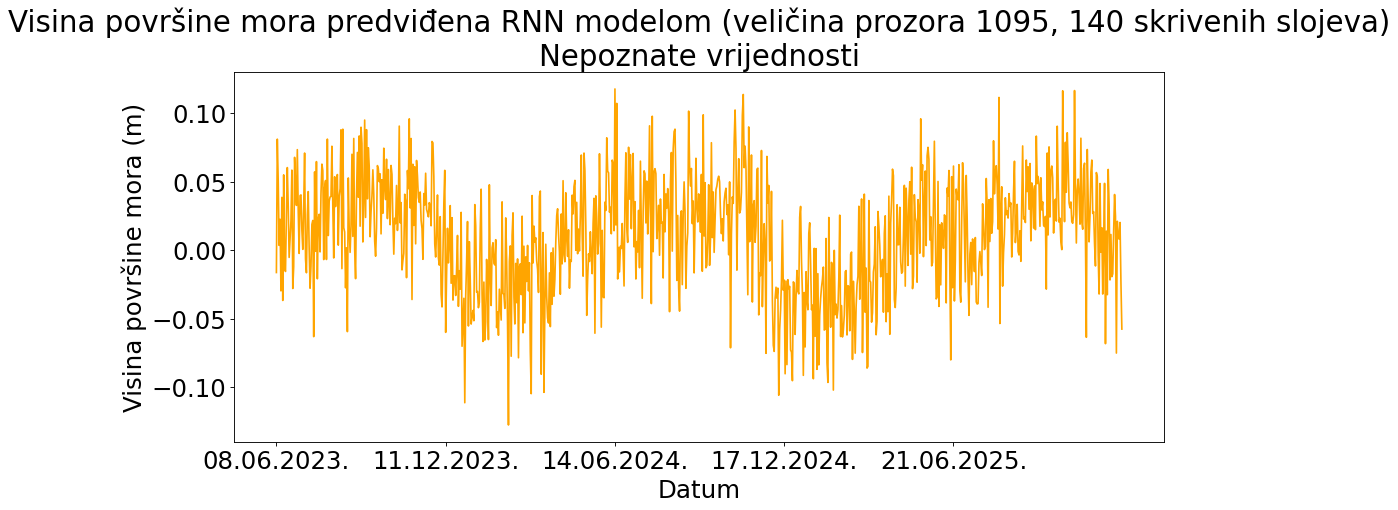 Visina površine mora predviđena RNN modelom (veličina prozora 1095, 140 skrivenih slojeva)
Nepoznate vrijednosti
Visina površine mora (m)
0.10
0.05
0.00
−0.05
−0.10
08.06.2023. 11.12.2023. 14.06.2024. 17.12.2024. 21.06.2025.
Datum